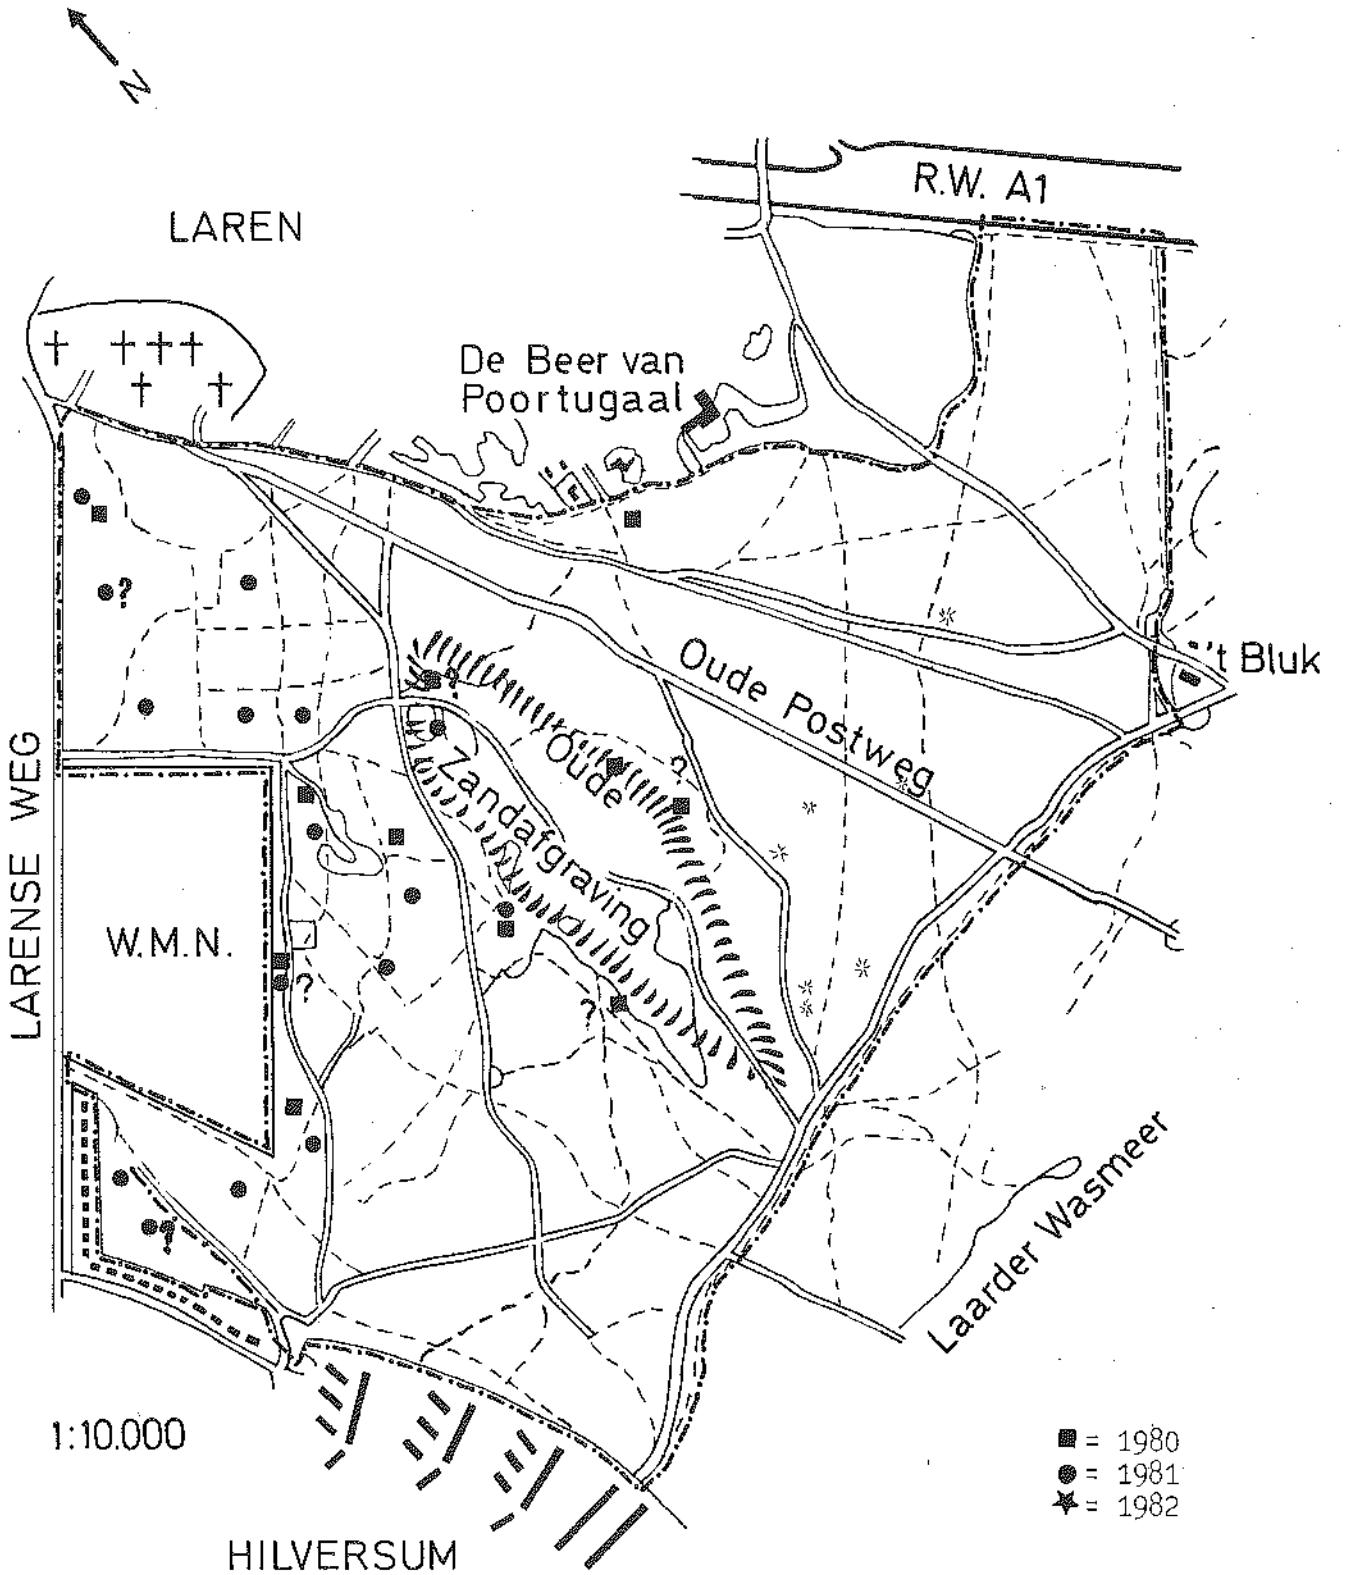 N
R.W. A1
LAREN
De Beer van
Poortugaal
?
't Bluk
Oude Postweg
?
Oude
Zandafgraving
?
LARENSE WEG
W.M.N.
?
?
?
Laarder Wasmeer
1:10.000
■ = 1980
● = 1981
★ = 1982
HILVERSUM